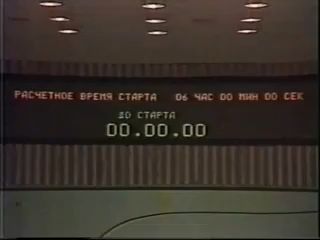 РАСЧЕТНОЕ ВРЕМЯ СТАРТА 06 ЧАС 00 МИН 00 СЕК
ДО СТАРТА
00.00.00